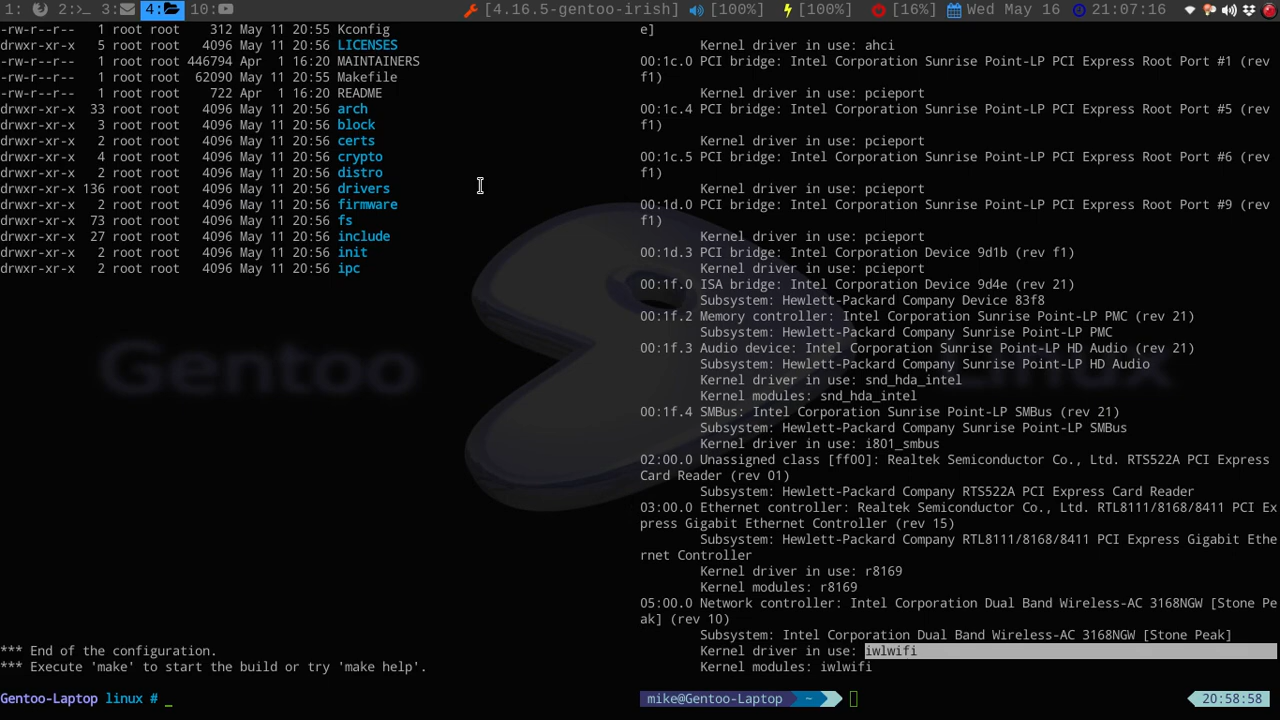 1: 2: 3: 4: 10: [4.16.5-gentoo-irish] [100%] [100%] [16%] Wed May 16 21:07:16
-rw-r--r-- 1 root root 312 May 11 20:55 Kconfig
drwxr-xr-x 5 root root 4096 May 11 20:56 LICENSES
-rw-r--r-- 1 root root 446794 Apr 1 16:20 MAINTAINERS
-rw-r--r-- 1 root root 62090 May 11 20:55 Makefile
-rw-r--r-- 1 root root 722 Apr 1 16:20 README
drwxr-xr-x 33 root root 4096 May 11 20:56 arch
drwxr-xr-x 3 root root 4096 May 11 20:56 block
drwxr-xr-x 2 root root 4096 May 11 20:56 certs
drwxr-xr-x 4 root root 4096 May 11 20:56 crypto
drwxr-xr-x 2 root root 4096 May 11 20:56 distro
drwxr-xr-x 136 root root 4096 May 11 20:56 drivers
drwxr-xr-x 2 root root 4096 May 11 20:56 firmware
drwxr-xr-x 73 root root 4096 May 11 20:56 fs
drwxr-xr-x 27 root root 4096 May 11 20:56 include
drwxr-xr-x 2 root root 4096 May 11 20:56 init
drwxr-xr-x 2 root root 4096 May 11 20:56 ipc
Gentoo
*** End of the configuration.
*** Execute 'make' to start the build or try 'make help'.
Gentoo-Laptop linux # _
e]
Kernel driver in use: ahci
00:1c.0 PCI bridge: Intel Corporation Sunrise Point-LP PCI Express Root Port #1 (rev
f1)
Kernel driver in use: pcieport
00:1c.4 PCI bridge: Intel Corporation Sunrise Point-LP PCI Express Root Port #5 (rev
f1)
Kernel driver in use: pcieport
00:1c.5 PCI bridge: Intel Corporation Sunrise Point-LP PCI Express Root Port #6 (rev
f1)
Kernel driver in use: pcieport
00:1d.0 PCI bridge: Intel Corporation Sunrise Point-LP PCI Express Root Port #9 (rev
f1)
Kernel driver in use: pcieport
00:1d.3 PCI bridge: Intel Corporation Device 9d1b (rev f1)
Kernel driver in use: pcieport
00:1f.0 ISA bridge: Intel Corporation Device 9d4e (rev 21)
Subsystem: Hewlett-Packard Company Device 83f8
00:1f.2 Memory controller: Intel Corporation Sunrise Point-LP PMC (rev 21)
Subsystem: Hewlett-Packard Company Sunrise Point-LP PMC
00:1f.3 Audio device: Intel Corporation Sunrise Point-LP HD Audio (rev 21)
Subsystem: Hewlett-Packard Company Sunrise Point-LP HD Audio
Kernel driver in use: snd_hda_intel
Kernel modules: snd_hda_intel
00:1f.4 SMBus: Intel Corporation Sunrise Point-LP SMBus (rev 21)
Subsystem: Hewlett-Packard Company Sunrise Point-LP SMBus
Kernel driver in use: i801_smbus
02:00.0 Unassigned class [ff00]: Realtek Semiconductor Co., Ltd. RTS522A PCI Express
Card Reader (rev 01)
Subsystem: Hewlett-Packard Company RTS522A PCI Express Card Reader
03:00.0 Ethernet controller: Realtek Semiconductor Co., Ltd. RTL8111/8168/8411 PCI Ex
press Gigabit Ethernet Controller (rev 15)
Subsystem: Hewlett-Packard Company RTL8111/8168/8411 PCI Express Gigabit Ethe
rnet Controller
Kernel driver in use: r8169
Kernel modules: r8169
05:00.0 Network controller: Intel Corporation Dual Band Wireless-AC 3168NGW [Stone Pe
ak] (rev 10)
Subsystem: Intel Corporation Dual Band Wireless-AC 3168NGW [Stone Peak]
Kernel driver in use: iwlwifi
Kernel modules: iwlwifi
mike@Gentoo-Laptop ~ 20:58:58